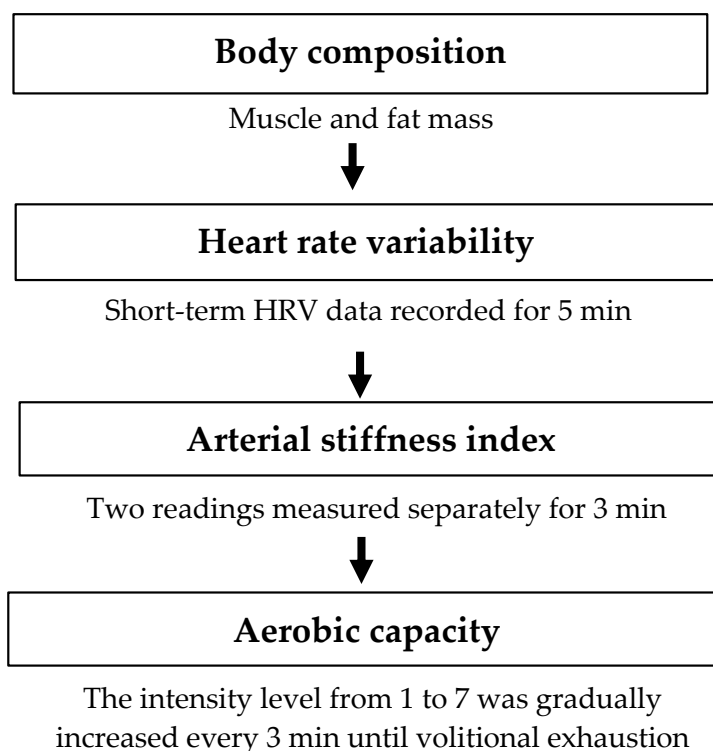 Body composition
Muscle and fat mass
Heart rate variability
Short-term HRV data recorded for 5 min
Arterial stiffness index
Two readings measured separately for 3 min
Aerobic capacity
The intensity level from 1 to 7 was gradually
increased every 3 min until volitional exhaustion